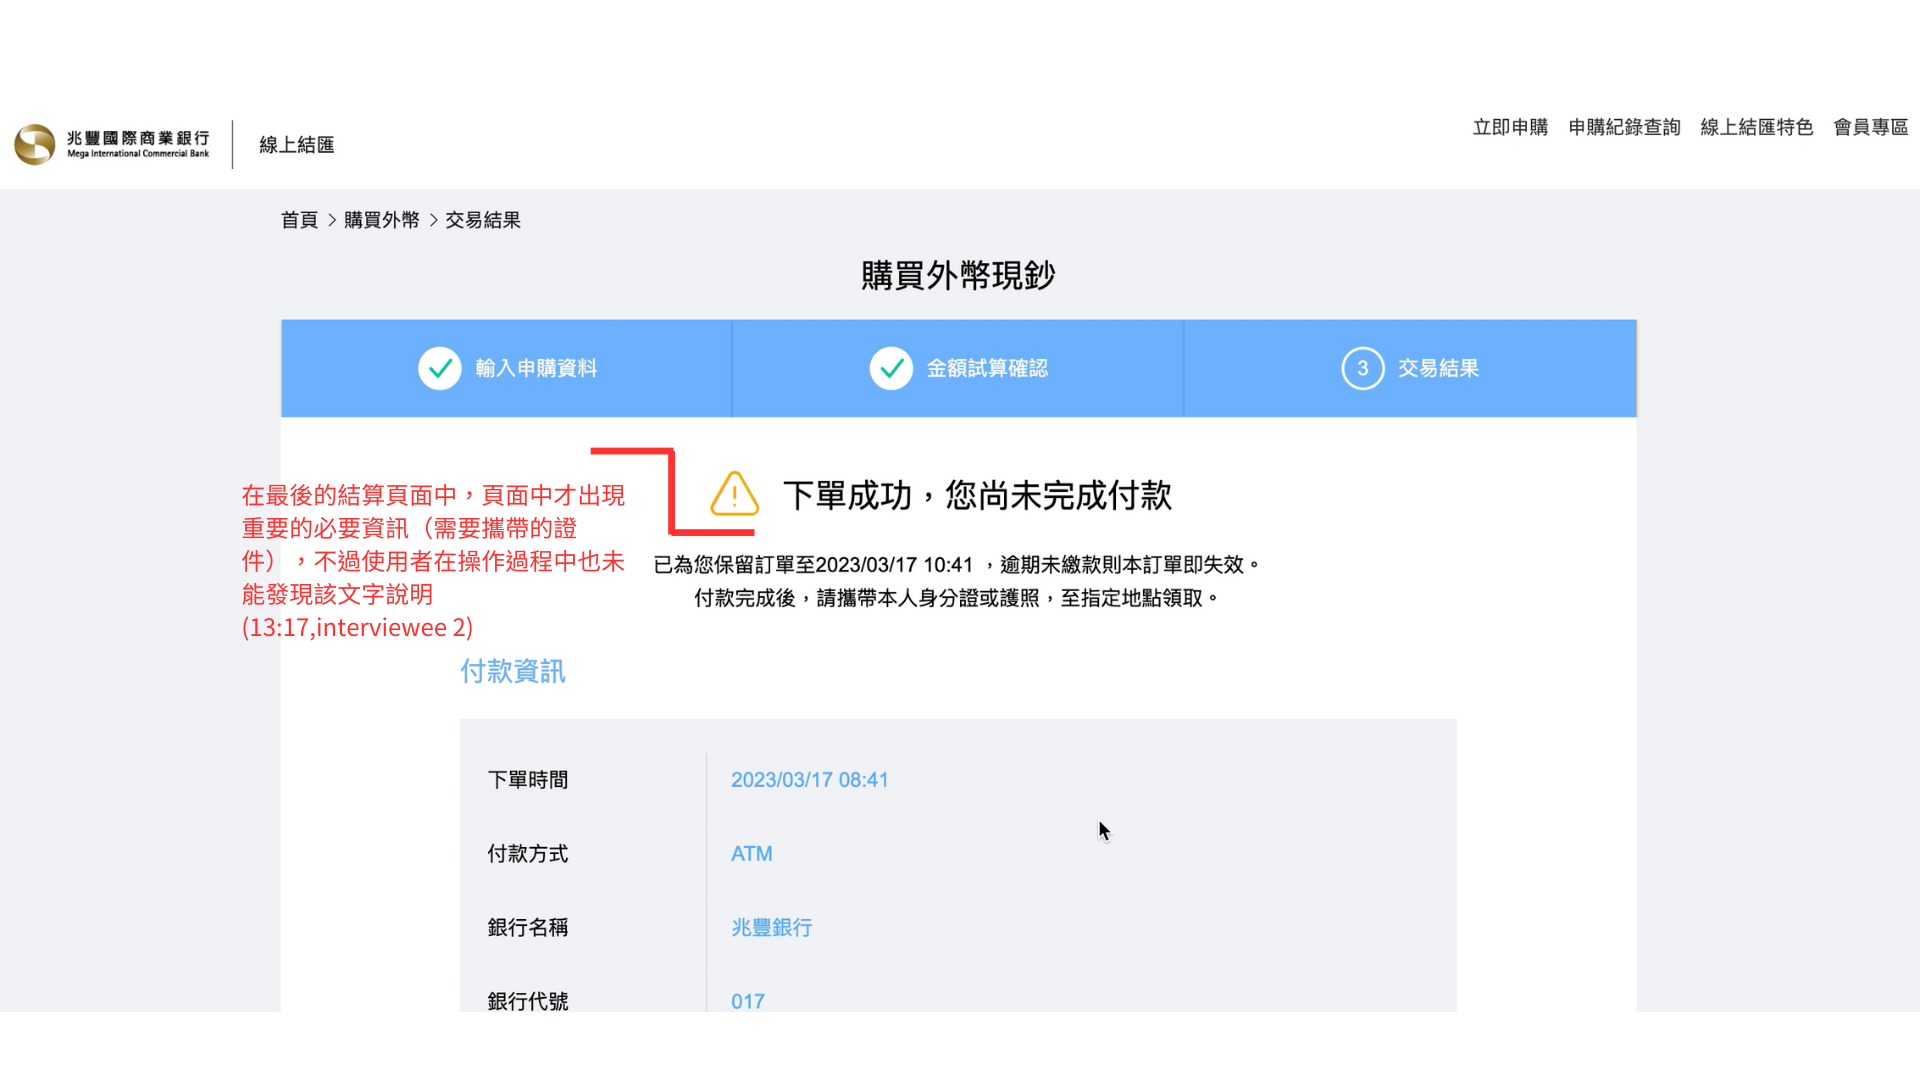 兆豐國際商業銀行
Mega International Commercial Bank
線上結匯
立即申購 申購紀錄查詢 線上結匯特色 會員專區
首頁 > 購買外幣 > 交易結果
購買外幣現鈔
輸入申購資料
金額試算確認
3 交易結果
下單成功，您尚未完成付款
在最後的結算頁面中，頁面中才出現
重要的必要資訊（需要攜帶的證
件），不過使用者在操作過程中也未
能發現該文字說明
(13:17,interviewee 2)
已為您保留訂單至2023/03/17 10:41 ，逾期未繳款則本訂單即失效。
付款完成後，請攜帶本人身分證或護照，至指定地點領取。
付款資訊
下單時間 2023/03/17 08:41
付款方式 ATM
銀行名稱 兆豐銀行
銀行代號 017